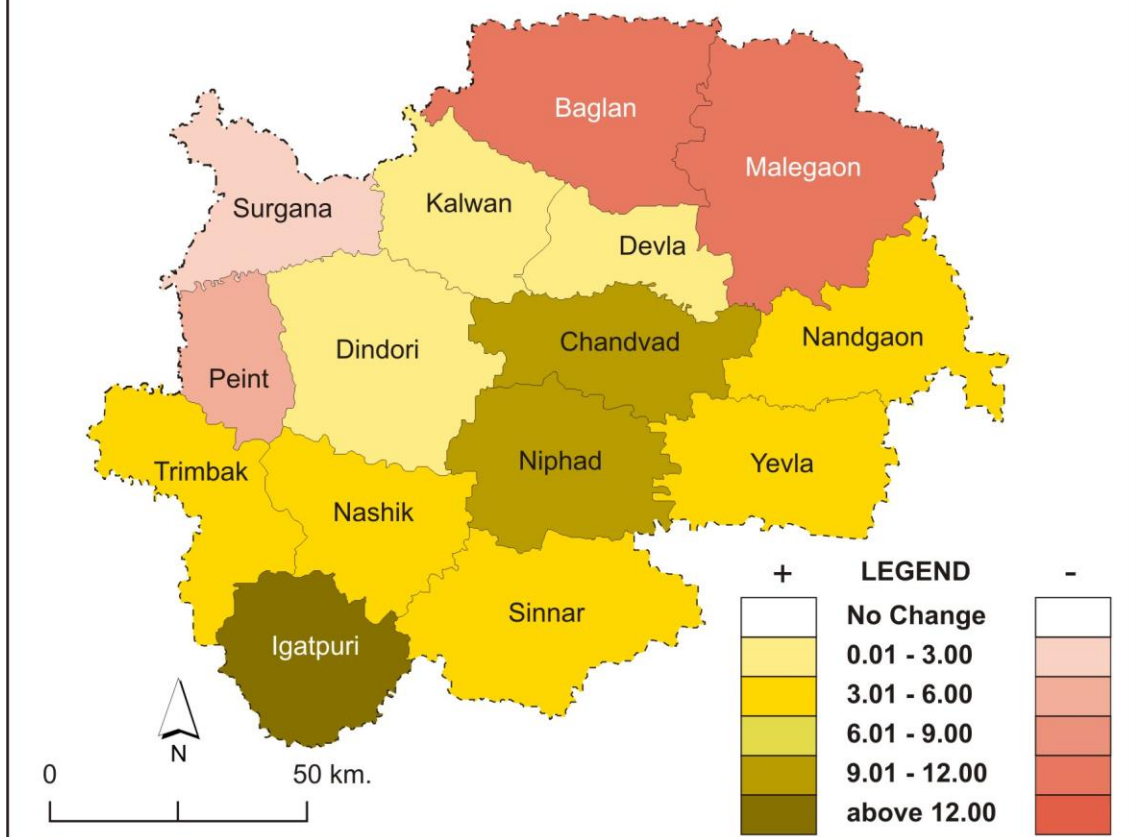 Baglan
Malegaon
Surgana
Kalwan
Devla
Chandvad
Nandgaon
Dindori
Peint
Niphad
Yevla
Trimbak
Nashik
Sinnar
Igatpuri
N
0 50 km.
+ LEGEND -
No Change
0.01 - 3.00
3.01 - 6.00
6.01 - 9.00
9.01 - 12.00
above 12.00